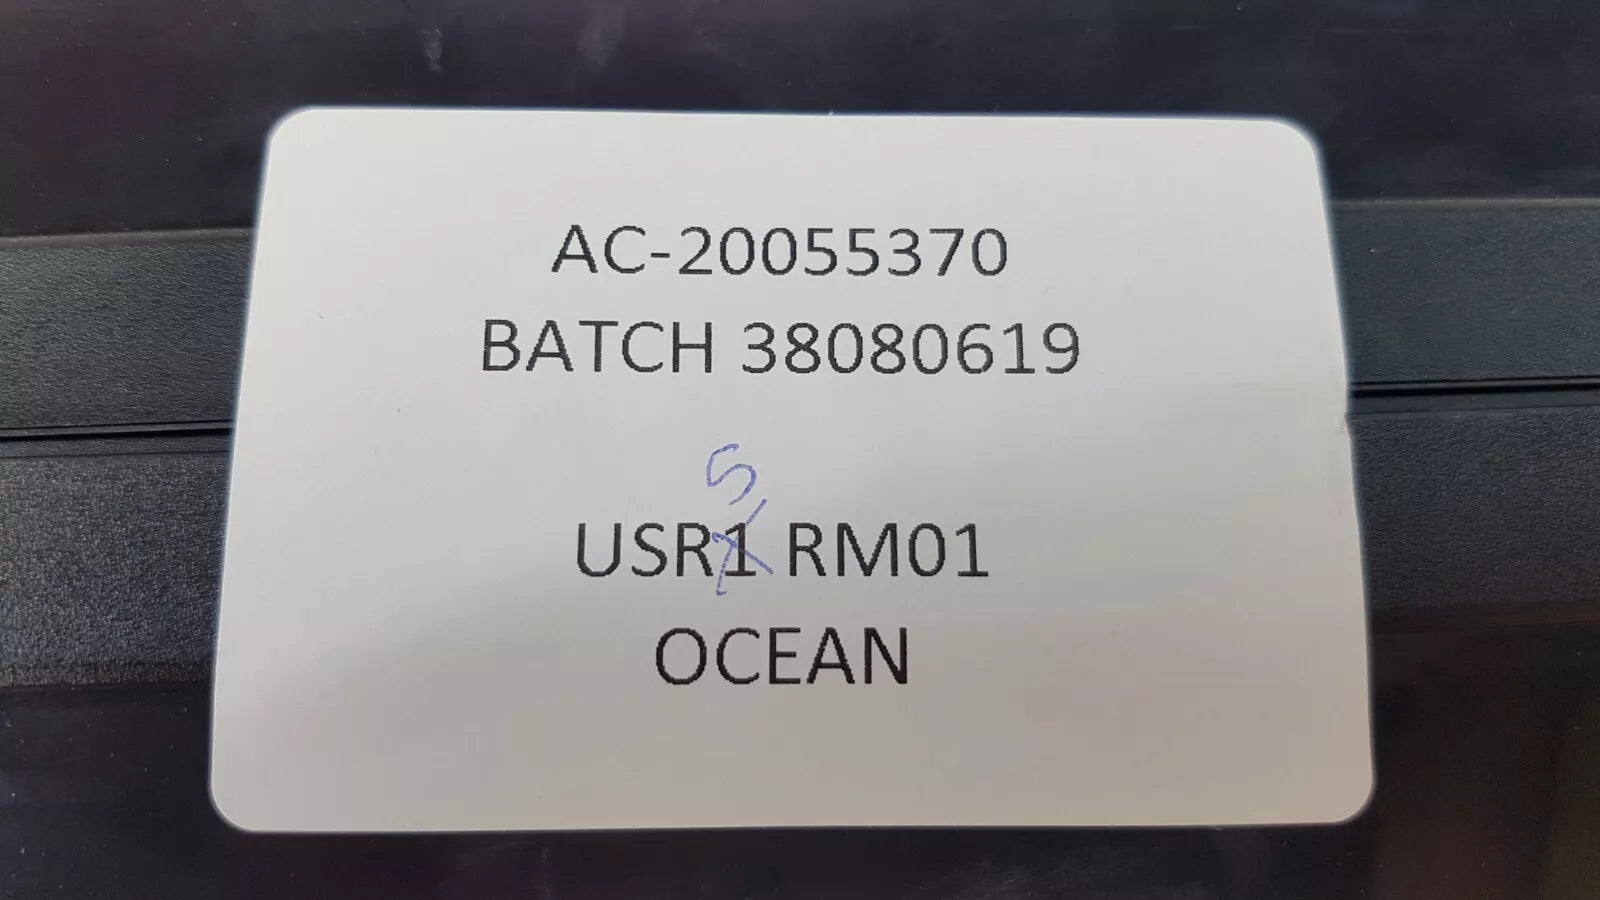 AC-20055370
BATCH 38080619
5
USR1 RM01
OCEAN